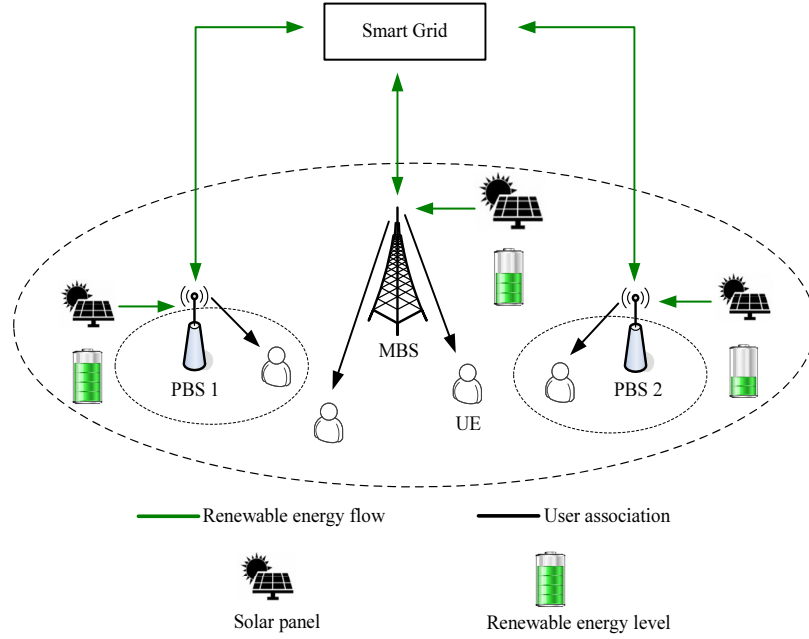 Smart Grid
MBS
PBS 1
PBS 2
UE
Renewable energy flow
User association
Solar panel
Renewable energy level